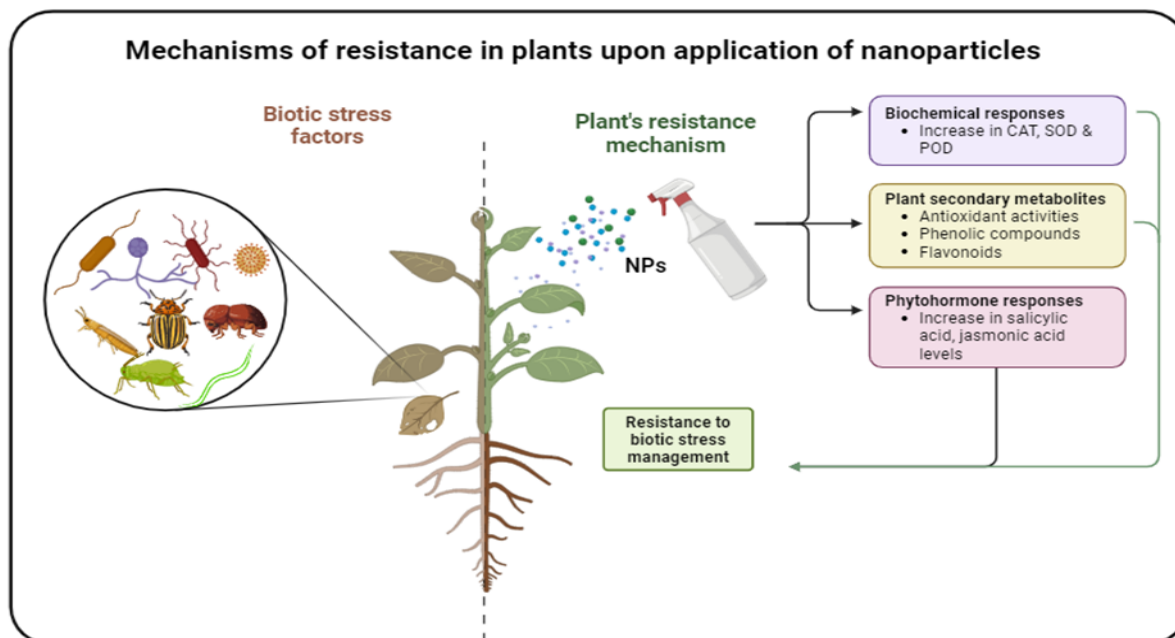 Mechanisms of resistance in plants upon application of nanoparticles
Biotic stress
factors
Plant's resistance
mechanism
NPs
Biochemical responses
• Increase in CAT, SOD &
POD
Plant secondary metabolites
• Antioxidant activities
• Phenolic compounds
• Flavonoids
Phytohormone responses
• Increase in salicylic
acid, jasmonic acid
levels
Resistance to
biotic stress
management